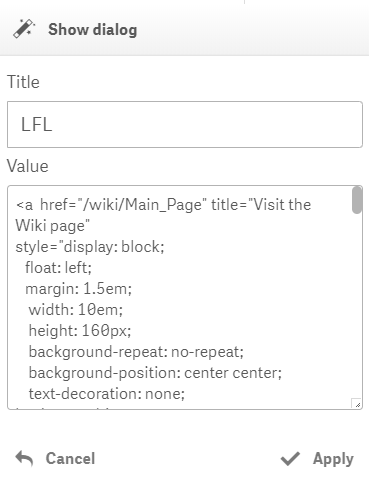 Show dialog
Title
LFL
Value
<a  href="/wiki/Main_Page" title="Visit the
Wiki page"
style="display: block;
float: left;
margin: 1.5em;
width: 10em;
height: 160px;
background-repeat: no-repeat;
background-position: center center;
text-decoration: none;
Cancel
Apply